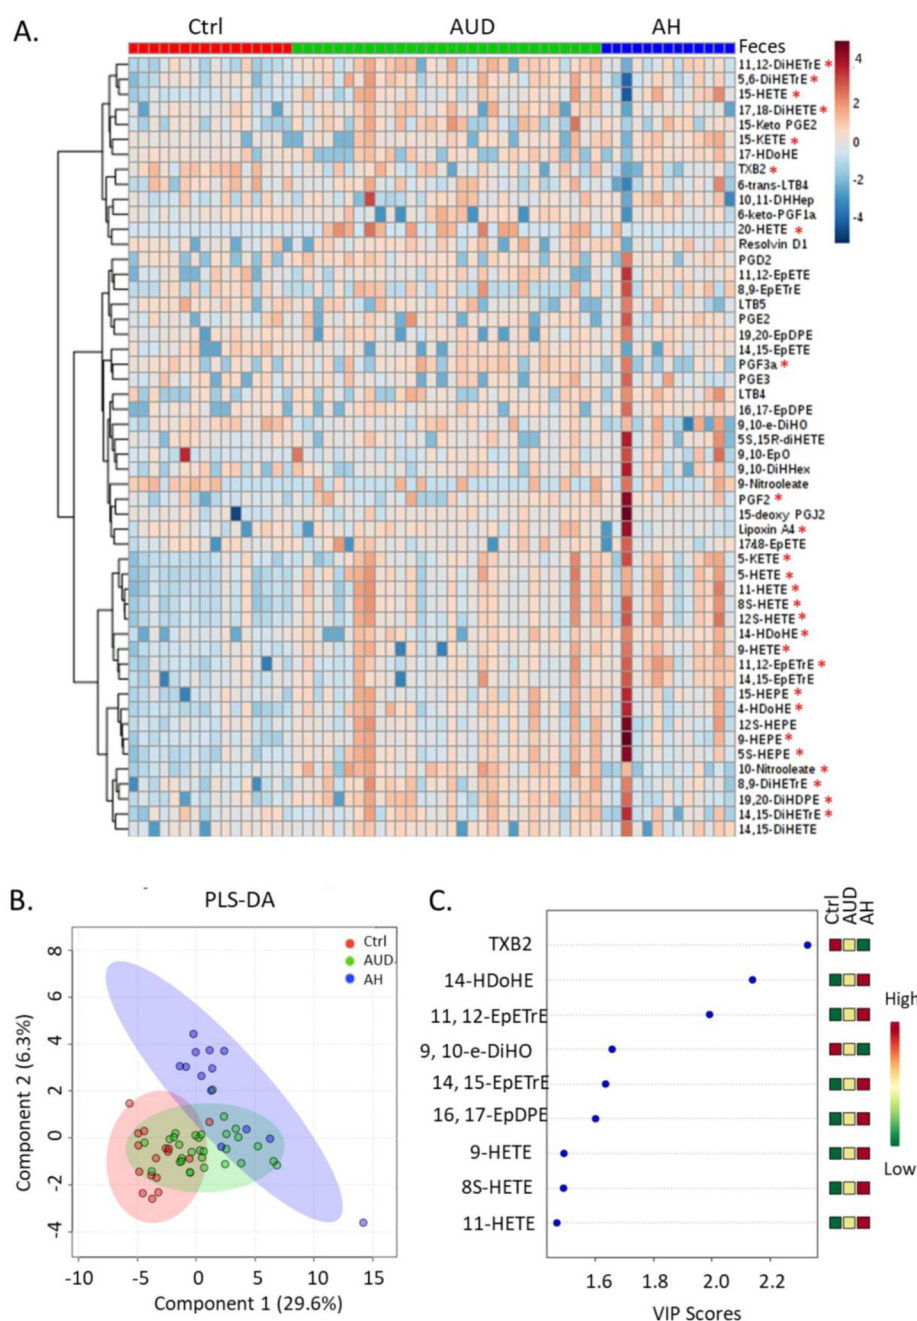 A.
Ctrl
AUD
AH
Feces
11,12-DiHETrE *
5,6-DiHETrE *
15-HETE *
17,18-DiHETE *
15-Keto PGE2
15-KETE *
17-HDoHE
TXB2 *
6-trans-LTB4
10,11-DHHep
6-keto-PGF1a
20-HETE *
Resolvin D1
PGD2
11,12-EpETE
8,9-EpETrE
LTB5
PGE2
19,20-EpDPE
14,15-EpETE
PGF3a *
PGE3
LTB4
16,17-EpDPE
9,10-e-DiHO
5S,15R-diHETE
9,10-EpO
9,10-DiHHex
9-Nitrooleate
PGF2 *
15-deoxy PGJ2
Lipoxin A4 *
1748-EpETE
5-KETE *
5-HETE *
11-HETE *
8S-HETE *
12S-HETE *
14-HDoHE *
9-HETE *
11,12-EpETrE *
14,15-EpETrE
15-HEPE *
4-HDoHE *
12S-HEPE
9-HEPE *
5S-HEPE *
10-Nitrooleate *
8,9-DiHETrE *
19,20-DiHDPE *
14,15-DiHETrE *
14,15-DiHETE
4
2
0
-2
-4
B.
PLS-DA
Ctrl
AUD
AH
8
6
4
2
0
-2
-4
Component 2 (6.3%)
-10
-5
0
5
10
15
Component 1 (29.6%)
C.
Ctrl
AUD
AH
TXB2
14-HDoHE
11, 12-EpETrE
9, 10-e-DiHO
14, 15-EpETrE
16, 17-EpDPE
9-HETE
8S-HETE
11-HETE
1.6
1.8
2.0
2.2
VIP Scores
High
Low